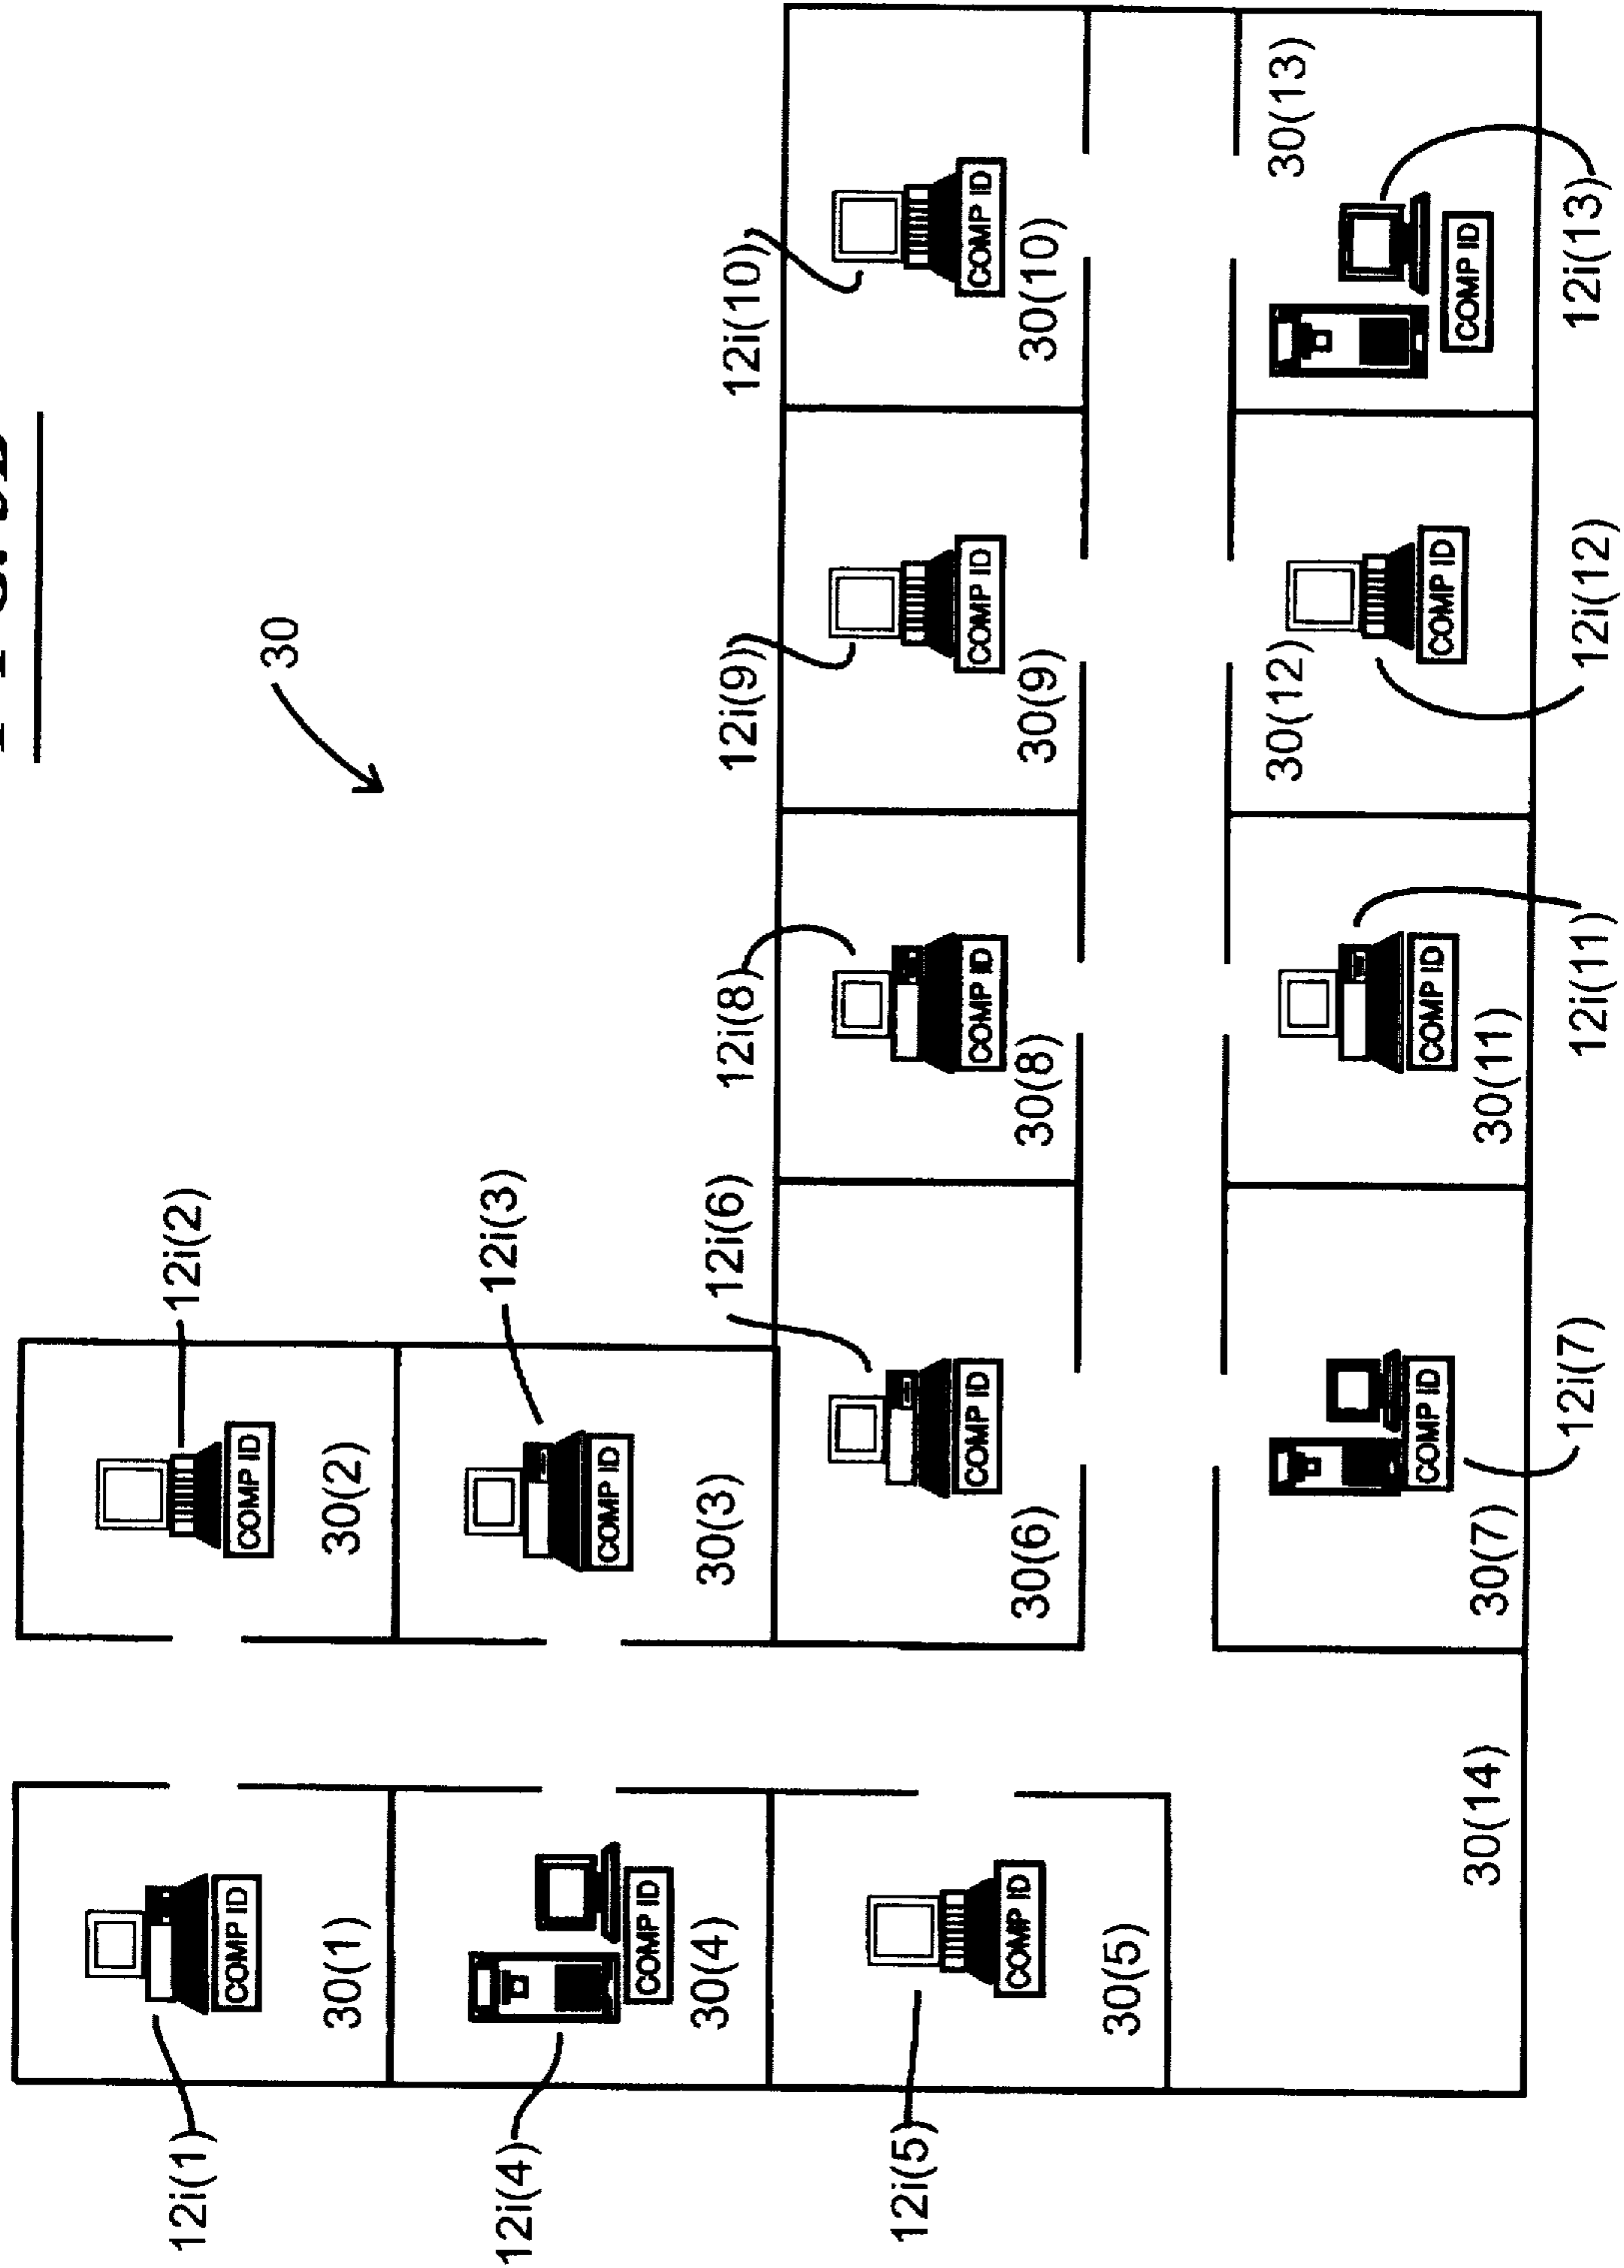 30
12i(1)
12i(2)
COMP ID
COMP ID
30(1)
30(2)
12i(4)
12i(3)
COMP ID
COMP ID
30(4)
30(3)
12i(6)
12i(8)
12i(9)
12i(10)
12i(5)
COMP ID
COMP ID
COMP ID
COMP ID
COMP ID
30(5)
30(6)
30(8)
30(9)
30(10)
30(12)
30(13)
COMP ID
COMP ID
COMP ID
COMP ID
30(14)
30(7)
30(11)
12i(7)
12i(11)
12i(12)
12i(13)